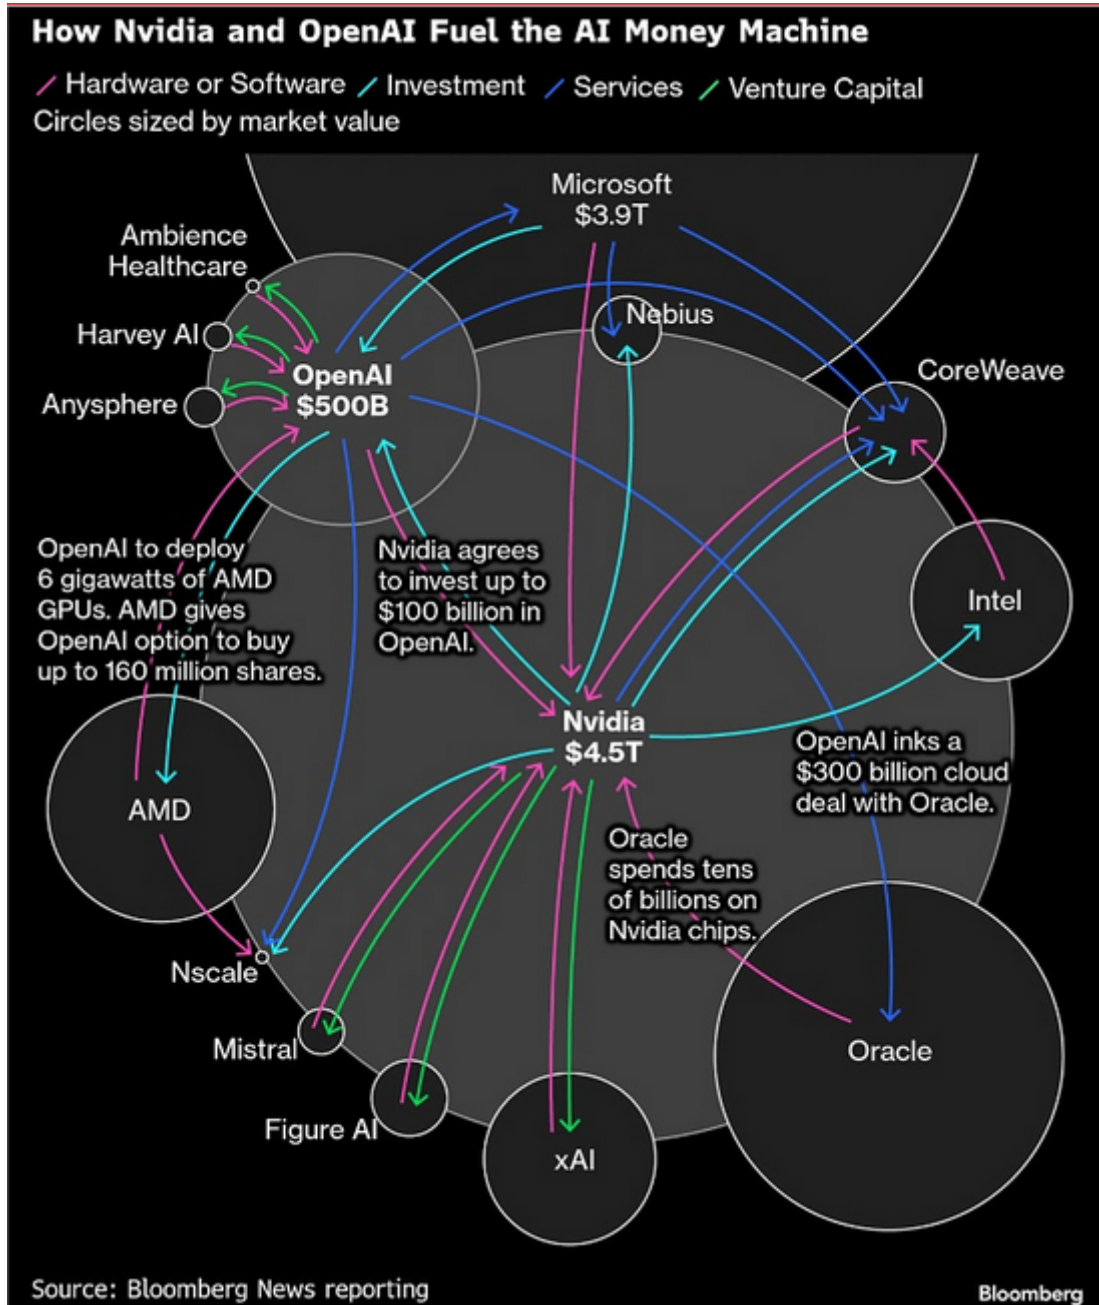 How Nvidia and OpenAI Fuel the AI Money Machine
Hardware or Software Investment Services Venture Capital
Circles sized by market value
Microsoft
$3.9T
Ambience
Healthcare
Harvey AI
Anysphere
OpenAI
$500B
Nebius
CoreWeave
OpenAI to deploy
6 gigawatts of AMD
GPUs. AMD gives
OpenAI option to buy
up to 160 million shares.
Nvidia agrees
to invest up to
$100 billion in
OpenAI.
Intel
Nvidia
$4.5T
OpenAI inks a
$300 billion cloud
deal with Oracle.
AMD
Oracle
spends tens
of billions on
Nvidia chips.
Nscale
Mistral
Figure AI
xAI
Oracle
Source: Bloomberg News reporting
Bloomberg